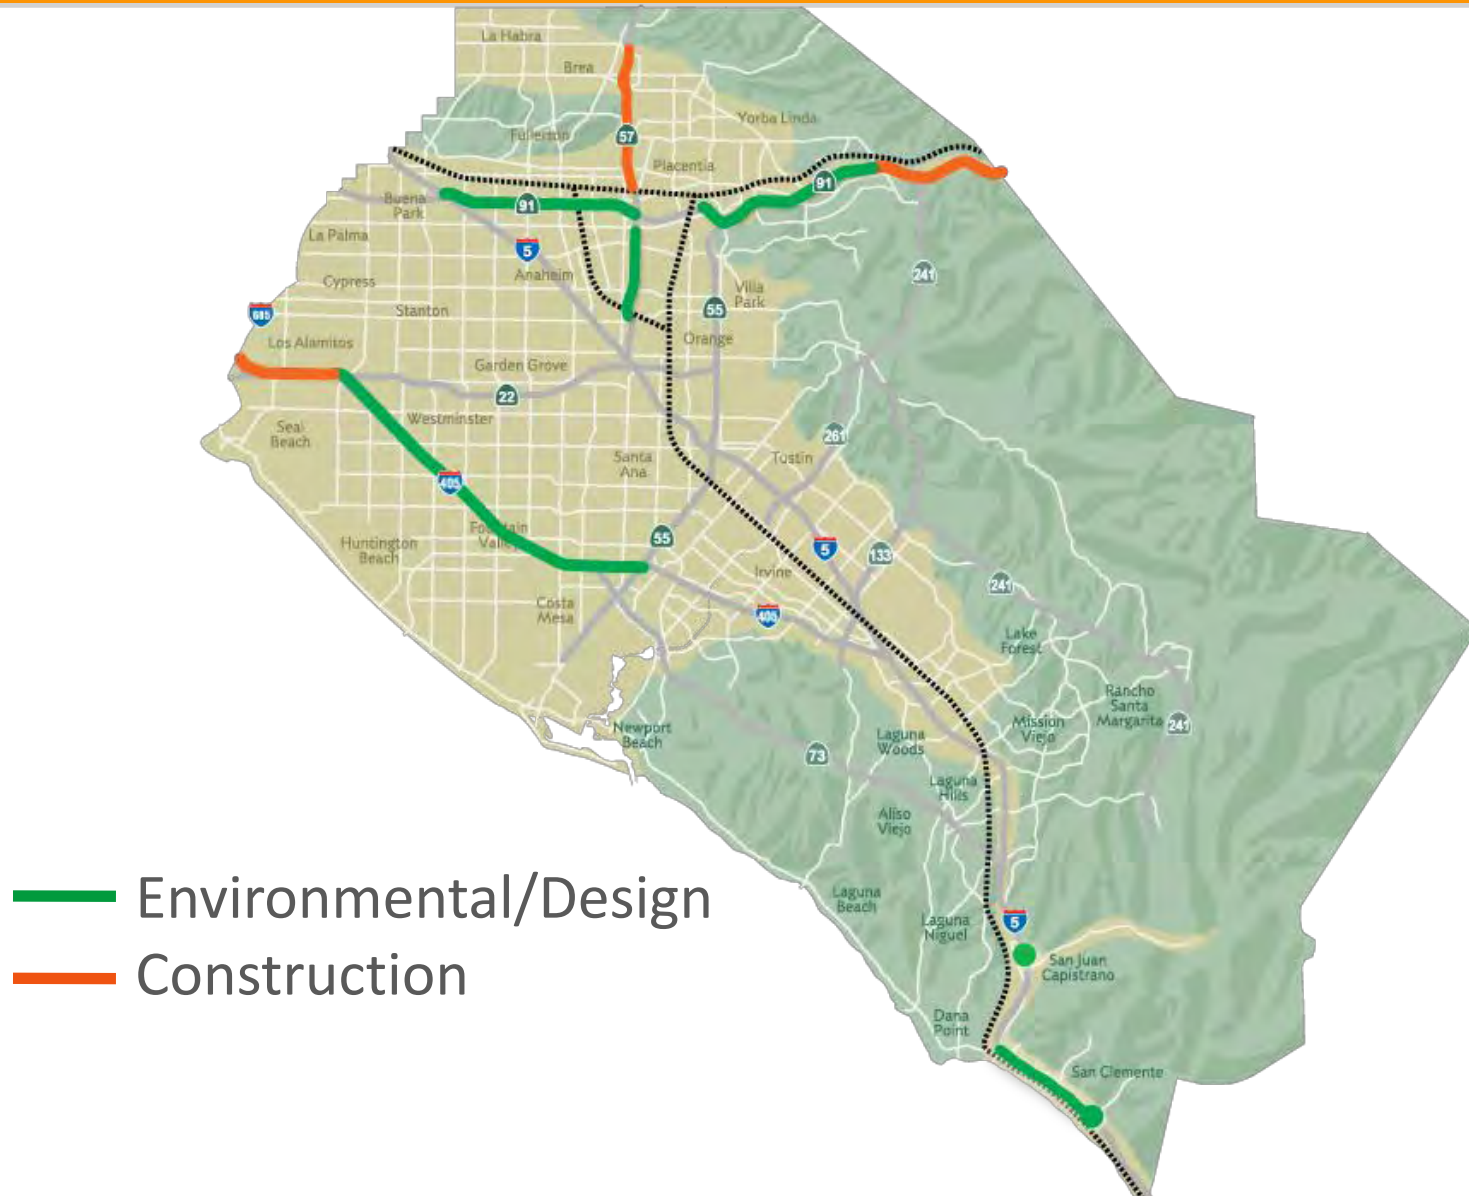 La Habra
Brea
Yorba Linda
Fullerton
57
Placentia
91
Buena
Park
91
La Palma
5
Anaheim
241
Cypress
Villa
Park
Stanton
55
605
Los Alamitos
Orange
Garden Grove
22
Westminster
Seal
Beach
261
Santa
Ana
Tustin
405
Fountain
Valley
55
Huntington
Beach
5
133
Irvine
241
Costa
Mesa
405
Lake
Forest
Rancho
Santa
Margarita
241
Newport
Beach
Mission
Viejo
Laguna
Woods
73
Laguna
Hills
Aliso
Viejo
Environmental/Design
Laguna
Beach
Laguna
Niguel
5
Construction
San Juan
Capistrano
Dana
Point
San Clemente